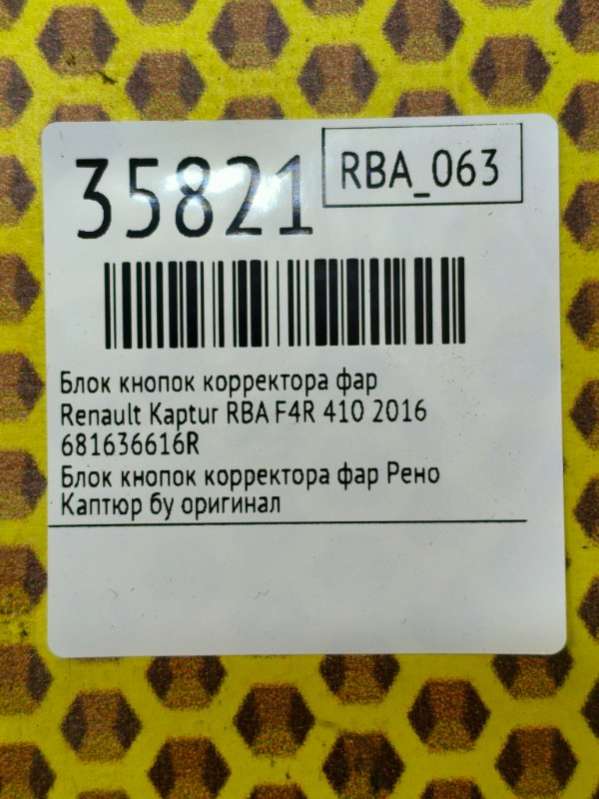 35821
RBA_063
Блок кнопок корректора фар
Renault Kaptur RBA F4R 410 2016
681636616R
Блок кнопок корректора фар Рено
Каптюр бу оригинал